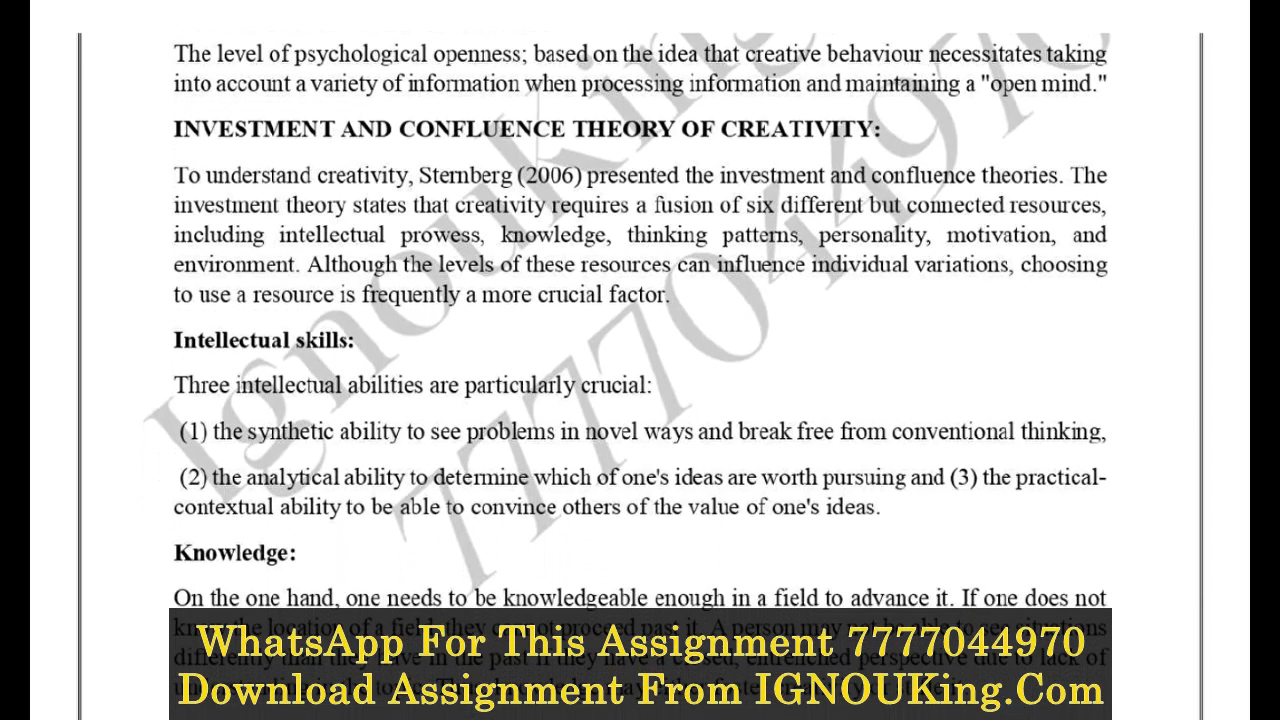 The level of psychological openness; based on the idea that creative behaviour necessitates taking
into account a variety of information when processing information and maintaining a "open mind."
INVESTMENT AND CONFLUENCE THEORY OF CREATIVITY:
To understand creativity, Sternberg (2006) presented the investment and confluence theories. The
investment theory states that creativity requires a fusion of six different but connected resources,
including intellectual prowess, knowledge, thinking patterns, personality, motivation, and
environment. Although the levels of these resources can influence individual variations, choosing
to use a resource is frequently a more crucial factor.
Intellectual skills:
Three intellectual abilities are particularly crucial:
(1) the synthetic ability to see problems in novel ways and break free from conventional thinking,
(2) the analytical ability to determine which of one's ideas are worth pursuing and (3) the practical-
contextual ability to be able to convince others of the value of one's ideas.
Knowledge:
On the one hand, one needs to be knowledgeable enough in a field to advance it. If one does not
WhatsApp For This Assignment 7777044970
Download Assignment From IGNOUKing.Com
Ignouking
7777044970